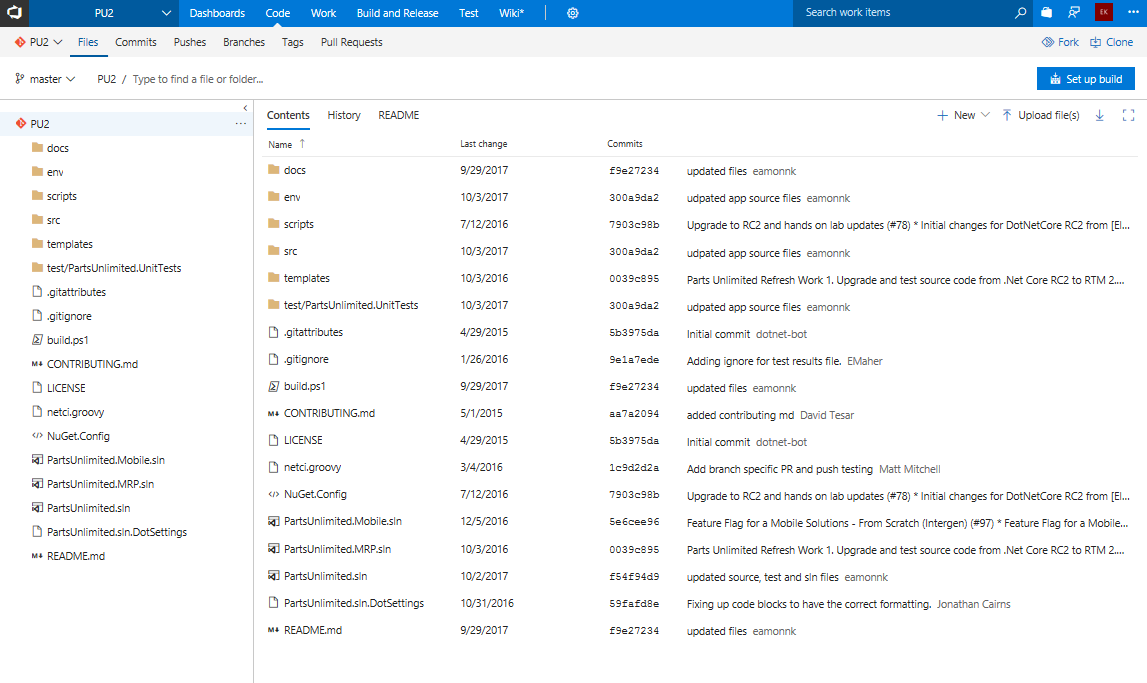 PU2 Dashboards Code Work Build and Release Test Wiki* Search work items EK
PU2 Files Commits Pushes Branches Tags Pull Requests Fork Clone
master PU2 / Type to find a file or folder... Set up build
PU2
docs
env
scripts
src
templates
test/PartsUnlimited.UnitTests
.gitattributes
.gitignore
build.ps1
M↓ CONTRIBUTING.md
LICENSE
netci.groovy
</> NuGet.Config
PartsUnlimited.Mobile.sln
PartsUnlimited.MRP.sln
PartsUnlimited.sln
PartsUnlimited.sln.DotSettings
M↓ README.md
Contents History README New Upload file(s)
Name ↑ Last change Commits
docs 9/29/2017 f9e27234 updated files eamonnk
env 10/3/2017 300a9da2 udpated app source files eamonnk
scripts 7/12/2016 7903c98b Upgrade to RC2 and hands on lab updates (#78) * Initial changes for DotNetCore RC2 from [El...
src 10/3/2017 300a9da2 udpated app source files eamonnk
templates 10/3/2016 0039c895 Parts Unlimited Refresh Work 1. Upgrade and test source code from .Net Core RC2 to RTM 2....
test/PartsUnlimited.UnitTests 10/3/2017 300a9da2 udpated app source files eamonnk
.gitattributes 4/29/2015 5b3975da Initial commit dotnet-bot
.gitignore 1/26/2016 9e1a7ede Adding ignore for test results file. EMaher
build.ps1 9/29/2017 f9e27234 updated files eamonnk
M↓ CONTRIBUTING.md 5/1/2015 aa7a2094 added contributing md David Tesar
LICENSE 4/29/2015 5b3975da Initial commit dotnet-bot
netci.groovy 3/4/2016 1c9d2d2a Add branch specific PR and push testing Matt Mitchell
</> NuGet.Config 7/12/2016 7903c98b Upgrade to RC2 and hands on lab updates (#78) * Initial changes for DotNetCore RC2 from [El...
PartsUnlimited.Mobile.sln 12/5/2016 5e6cee96 Feature Flag for a Mobile Solutions - From Scratch (Intergen) (#97) * Feature Flag for a Mobile...
PartsUnlimited.MRP.sln 10/3/2016 0039c895 Parts Unlimited Refresh Work 1. Upgrade and test source code from .Net Core RC2 to RTM 2....
PartsUnlimited.sln 10/2/2017 f54f94d9 updated source, test and sln files eamonnk
PartsUnlimited.sln.DotSettings 10/31/2016 59fafd8e Fixing up code blocks to have the correct formatting. Jonathan Cairns
M↓ README.md 9/29/2017 f9e27234 updated files eamonnk